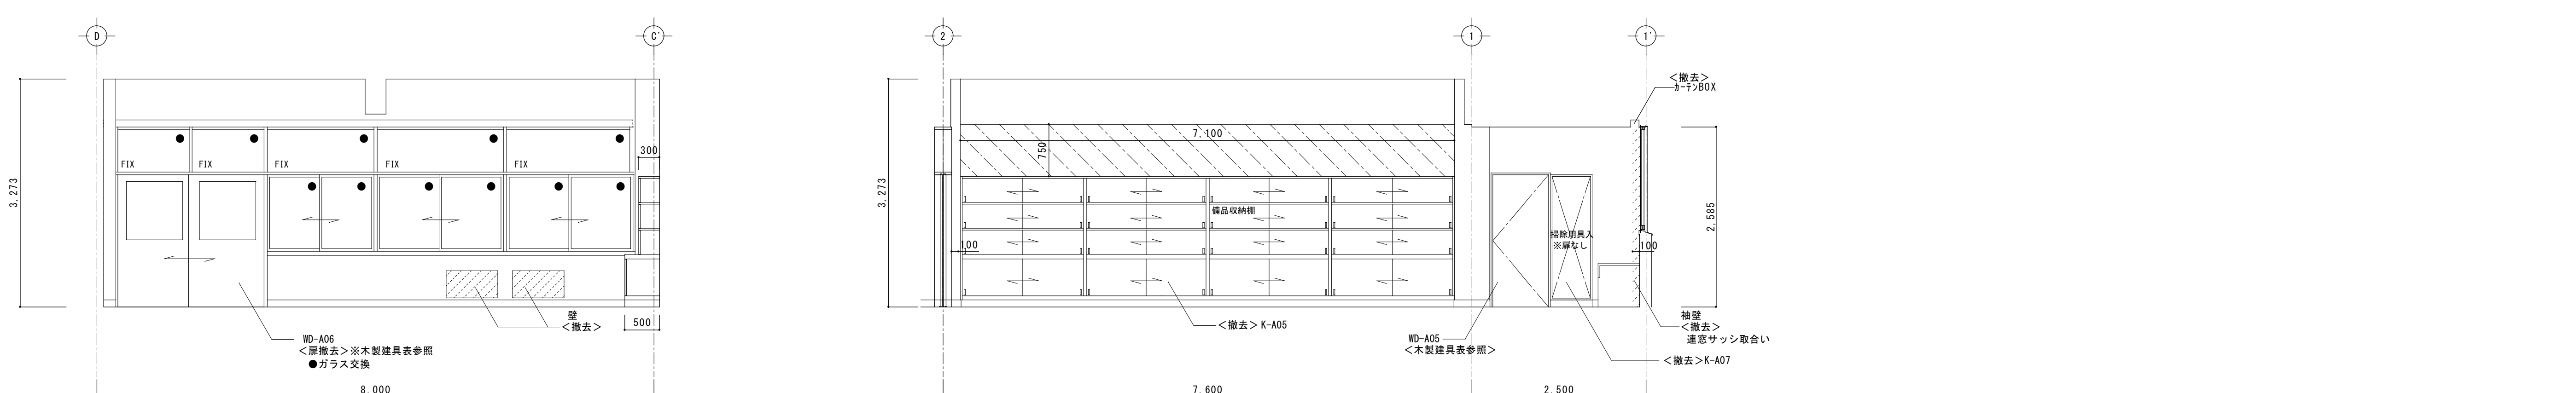 D
C'
3,273
FIX
FIX
FIX
FIX
FIX
300
500
壁
＜撤去＞
WD-A06
＜扉撤去＞※木製建具表参照
●ガラス交換
8,000
2
1
1'
3,273
7,100
750
100
備品収納棚
掃除用具入
※扉なし
100
2,585
＜撤去＞
ｶｰﾃﾝBOX
＜撤去＞K-A05
WD-A05
＜木製建具表参照＞
袖壁
＜撤去＞
連窓サッシ取合い
＜撤去＞K-A07
7,600
2,500